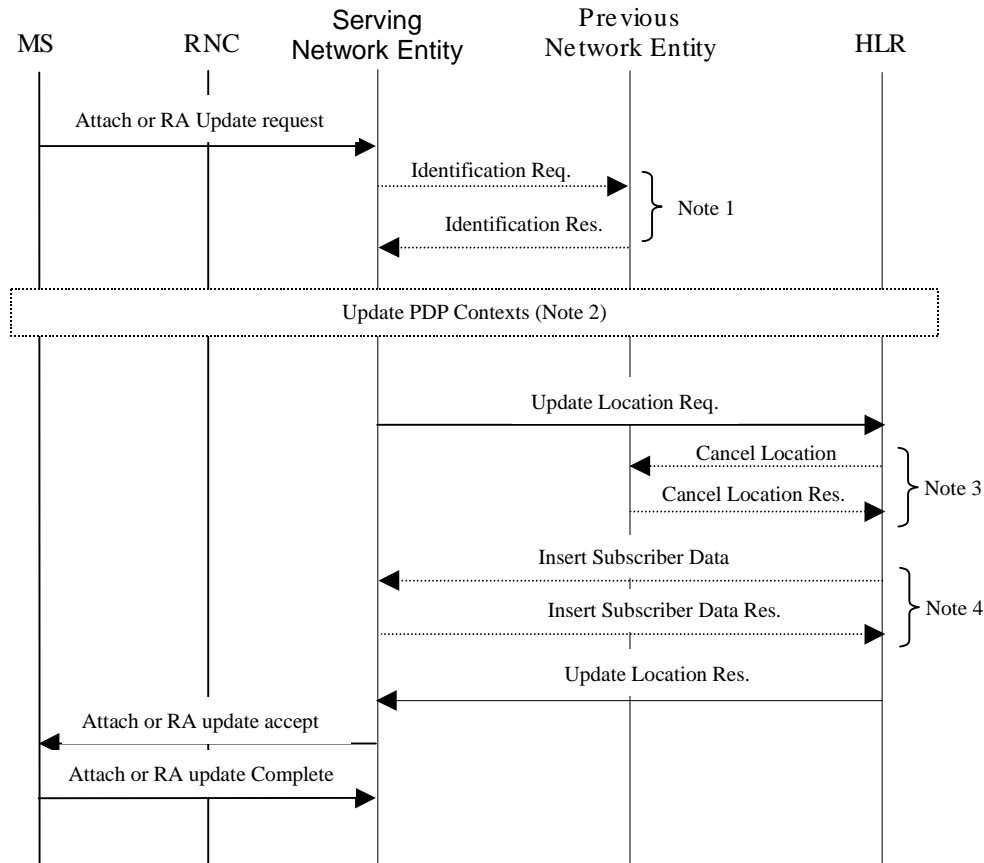 MS
RNC
Serving
Network Entity
Previous
Network Entity
HLR
Attach or RA Update request
Identification Req.
Note 1
Identification Res.
Update PDP Contexts (Note 2)
Update Location Req.
Cancel Location
Note 3
Cancel Location Res.
Insert Subscriber Data
Note 4
Insert Subscriber Data Res.
Update Location Res.
Attach or RA update accept
Attach or RA update Complete